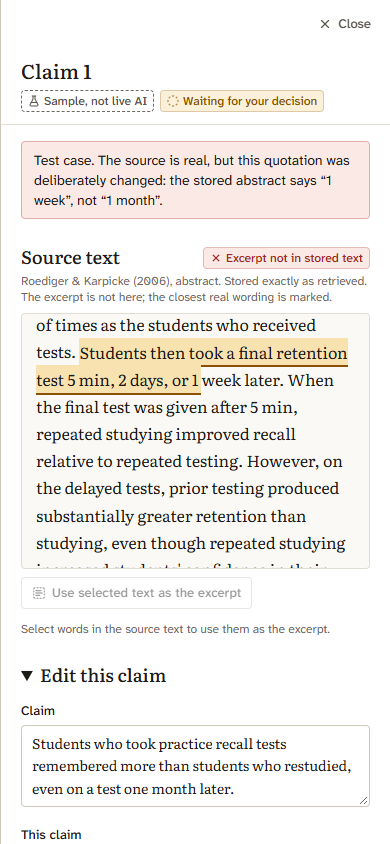 Close
Claim 1
Sample, not live AI
Waiting for your decision
Test case. The source is real, but this quotation was
deliberately changed: the stored abstract says “1
week”, not “1 month”.
Source text
Excerpt not in stored text
Roediger & Karpicke (2006), abstract. Stored exactly as retrieved.
The excerpt is not here; the closest real wording is marked.
of times as the students who received
tests. Students then took a final retention
test 5 min, 2 days, or 1 week later. When
the final test was given after 5 min,
repeated studying improved recall
relative to repeated testing. However, on
the delayed tests, prior testing produced
substantially greater retention than
studying, even though repeated studying
increased students' confidence in their
Use selected text as the excerpt
Select words in the source text to use them as the excerpt.
Edit this claim
Claim
Students who took practice recall tests
remembered more than students who restudied,
even on a test one month later.
This claim